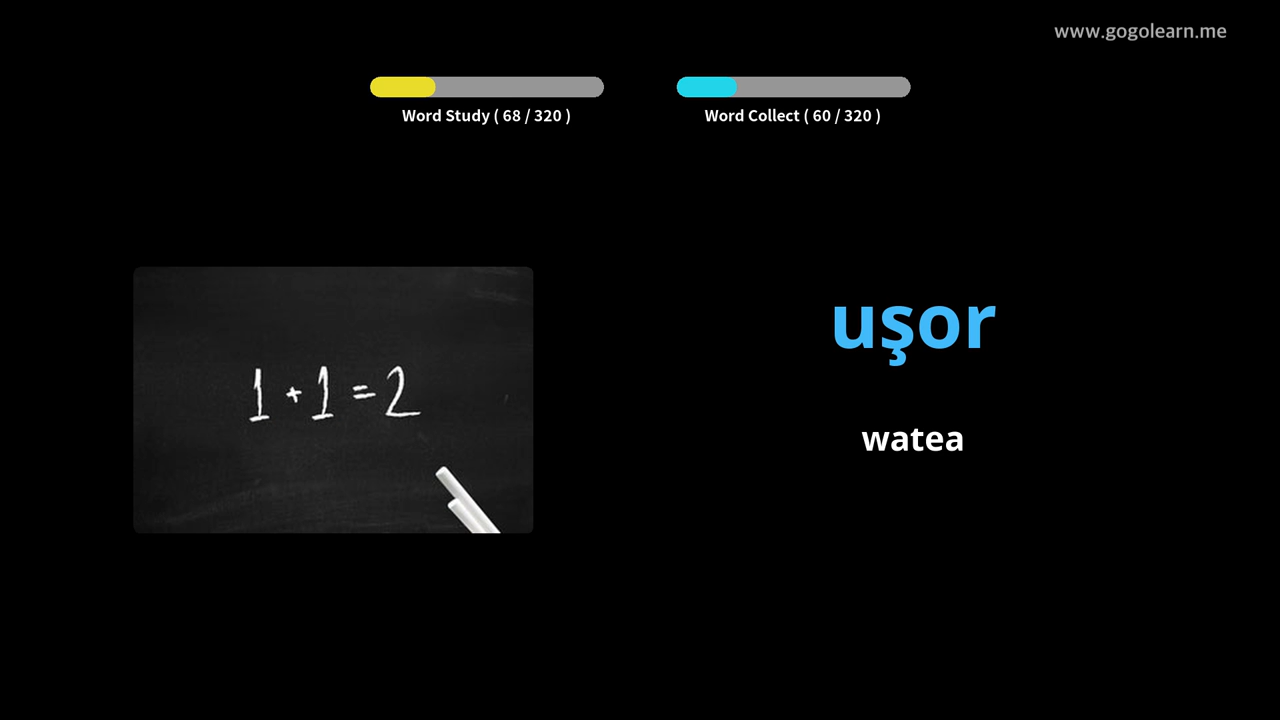 www.gogolearn.me
Word Study ( 68 / 320 )
Word Collect ( 60 / 320 )
1 + 1 = 2
uşor
watea